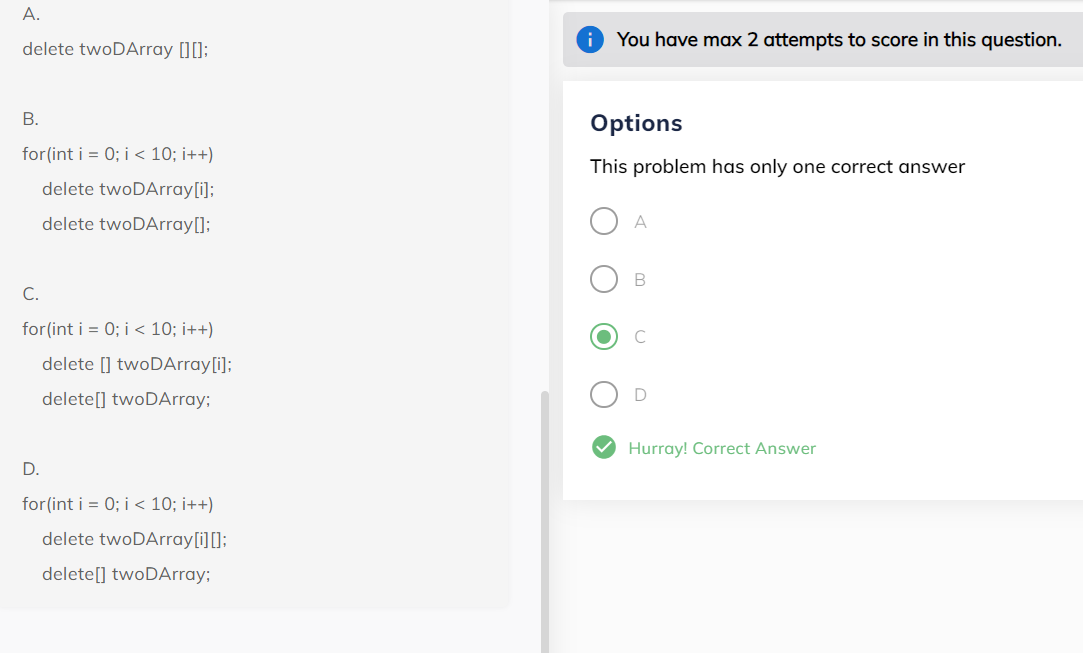 A.
delete twoDArray [][];
B.
for(int i = 0; i < 10; i++)
delete twoDArray[i];
delete twoDArray[];
C.
for(int i = 0; i < 10; i++)
delete [] twoDArray[i];
delete[] twoDArray;
D.
for(int i = 0; i < 10; i++)
delete twoDArray[i][];
delete[] twoDArray;
You have max 2 attempts to score in this question.
Options
This problem has only one correct answer
A
B
C
D
Hurray! Correct Answer